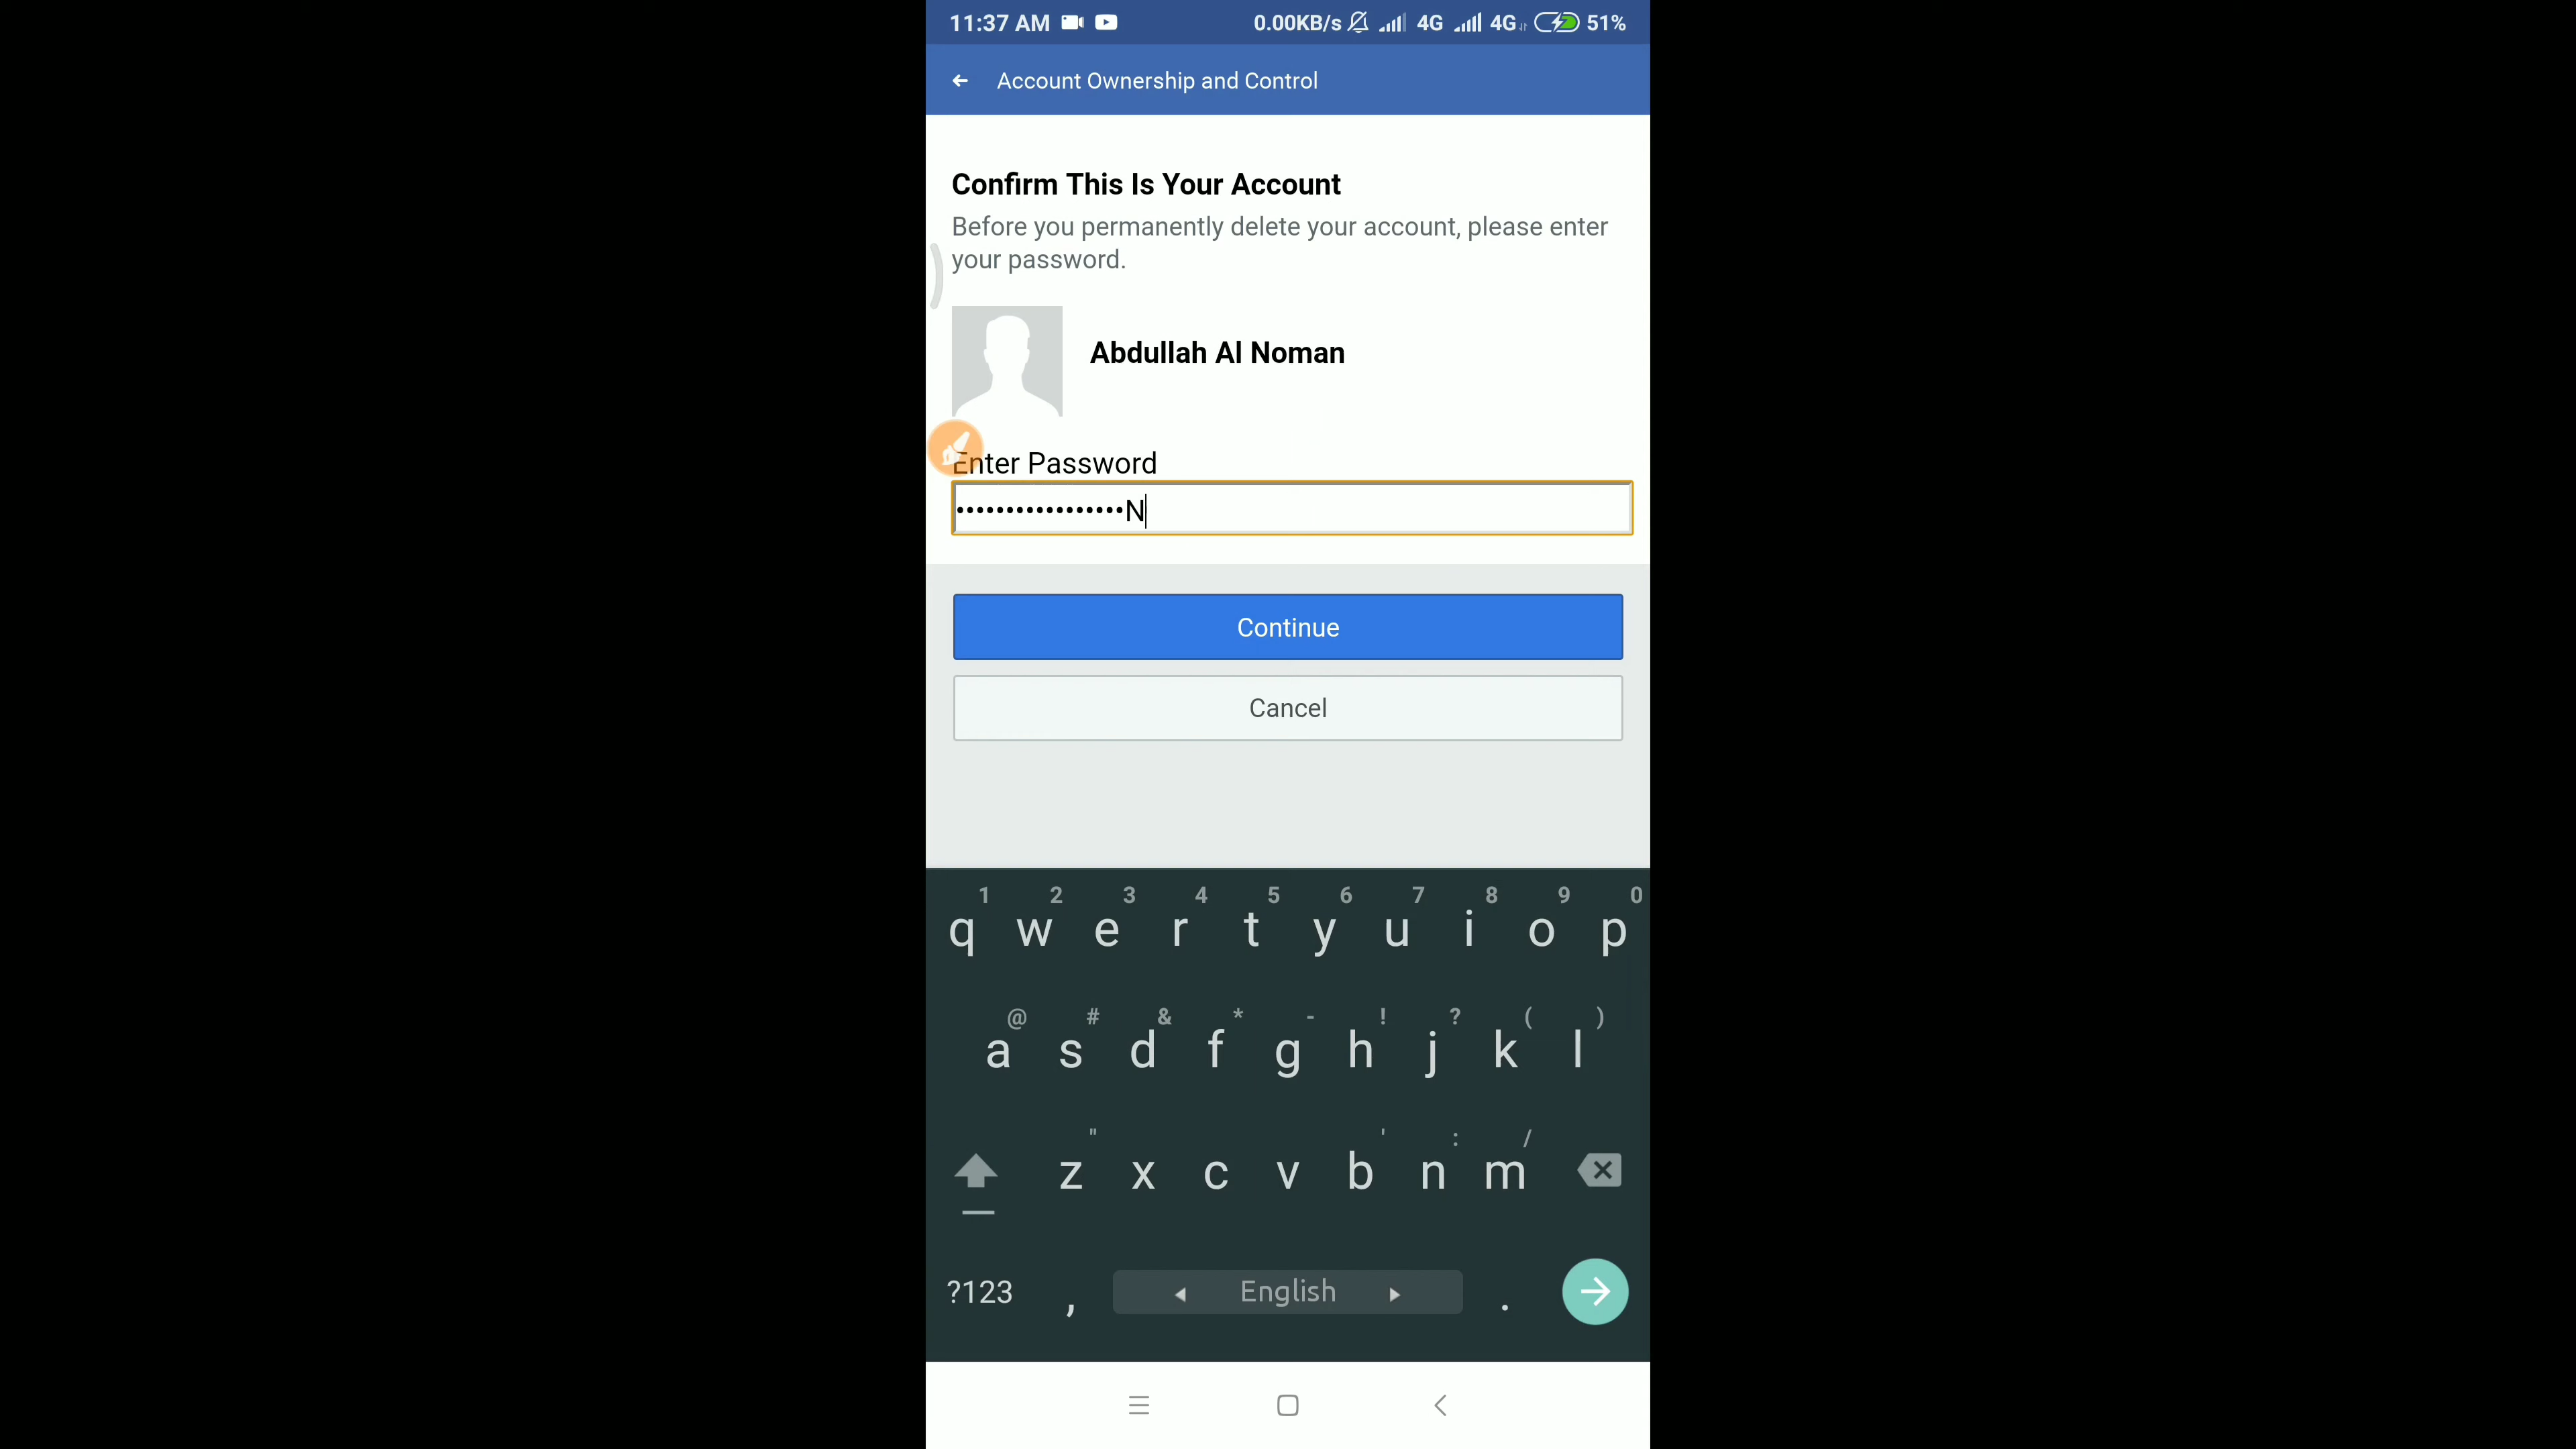 11:37 AM 0.00KB/s 4G 4G 51%
Account Ownership and Control
Confirm This Is Your Account
Before you permanently delete your account, please enter
your password.
Abdullah Al Noman
Enter Password
•••••••••••••••••N
Continue
Cancel
1 2 3 4 5 6 7 8 9 0
q w e r t y u i o p
@ # & * - ! ? ( )
a s d f g h j k l
" ' : /
z x c v b n m
?123 , English .